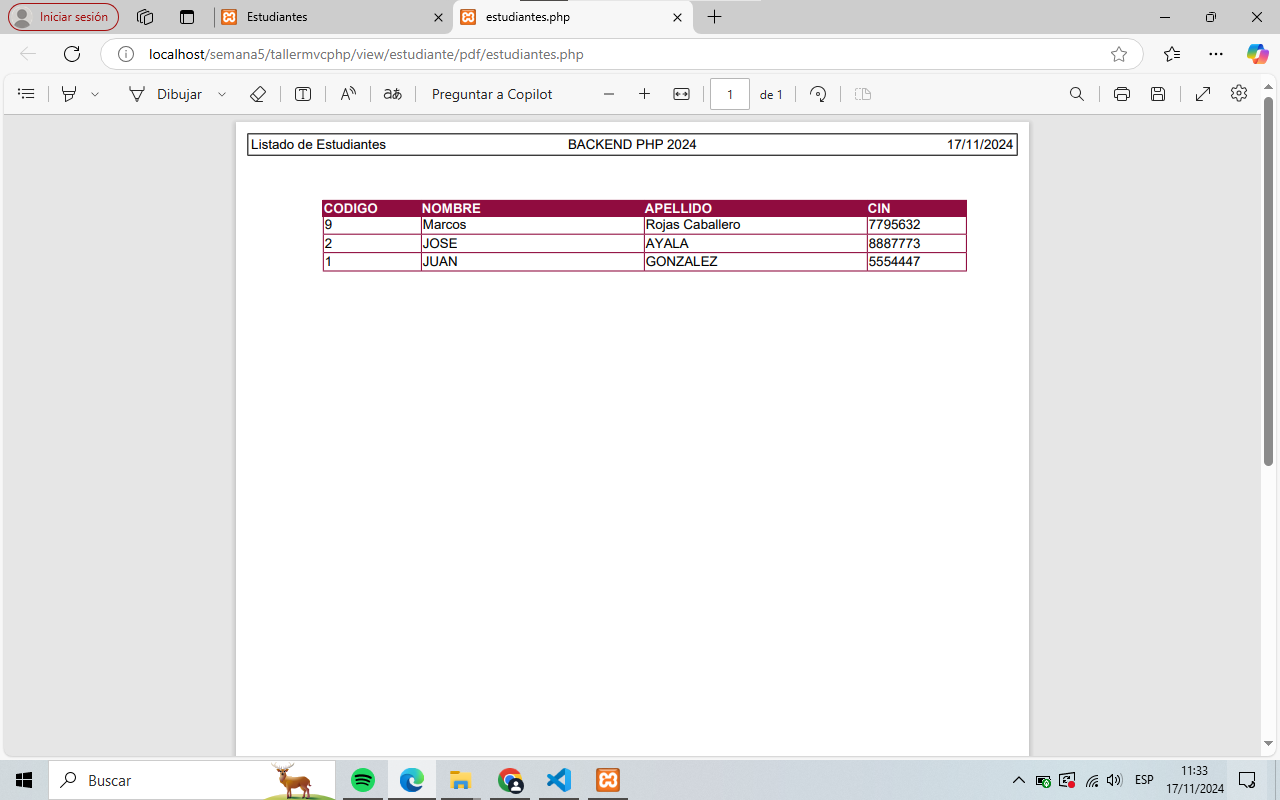 Iniciar sesión
Estudiantes
estudiantes.php
localhost/semana5/tallermvcphp/view/estudiante/pdf/estudiantes.php
Dibujar
aあ
Preguntar a Copilot
1 de 1
Listado de Estudiantes BACKEND PHP 2024 17/11/2024
CODIGO NOMBRE APELLIDO CIN
9 Marcos Rojas Caballero 7795632
2 JOSE AYALA 8887773
1 JUAN GONZALEZ 5554447
Buscar
ESP
11:33
17/11/2024